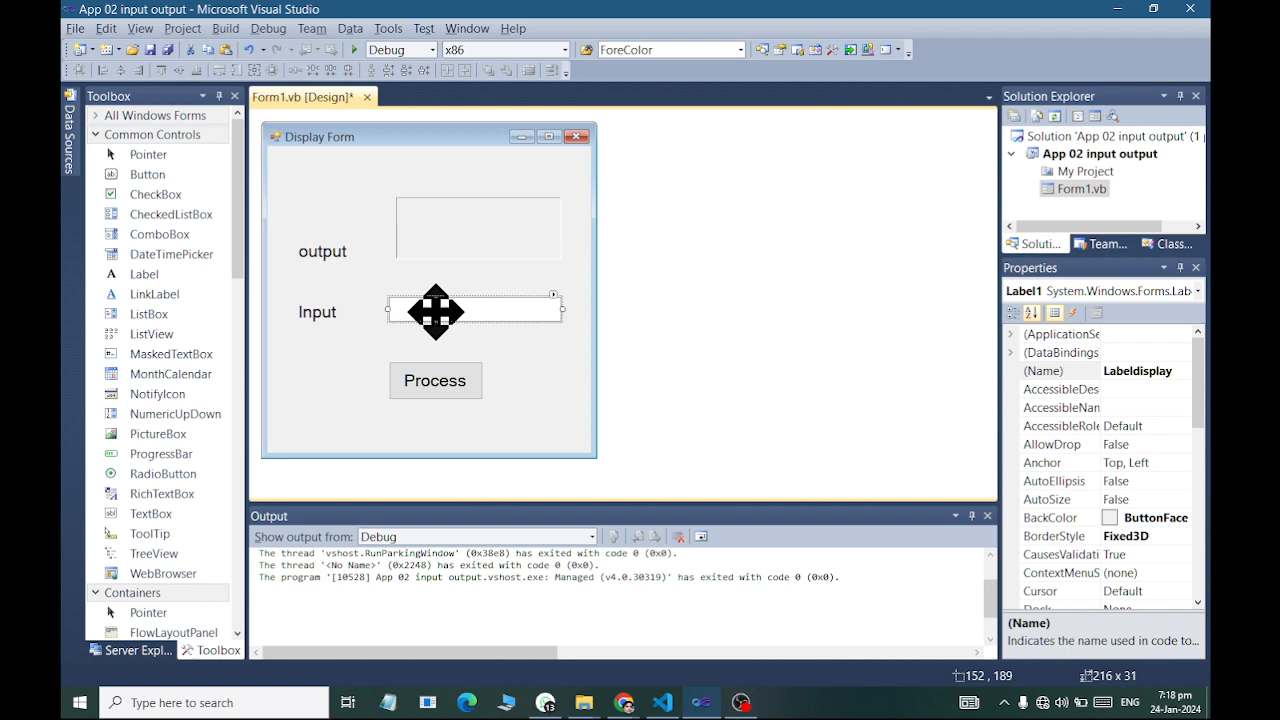 App 02 input output - Microsoft Visual Studio
File Edit View Project Build Debug Team Data Tools Test Window Help
Debug x86 ForeColor
Data Sources
Toolbox
All Windows Forms
Common Controls
Pointer
Button
CheckBox
CheckedListBox
ComboBox
DateTimePicker
Label
LinkLabel
ListBox
ListView
MaskedTextBox
MonthCalendar
NotifyIcon
NumericUpDown
PictureBox
ProgressBar
RadioButton
RichTextBox
TextBox
ToolTip
TreeView
WebBrowser
Containers
Pointer
FlowLayoutPanel
Server Expl... Toolbox
Form1.vb [Design]*
Display Form
output
Input
Process
Output
Show output from: Debug
The thread 'vshost.RunParkingWindow' (0x38e8) has exited with code 0 (0x0).
The thread '<No Name>' (0x2248) has exited with code 0 (0x0).
The program '[10528] App 02 input output.vshost.exe: Managed (v4.0.30319)' has exited with code 0 (0x0).
Solution Explorer
Solution 'App 02 input output' (1 p
App 02 input output
My Project
Form1.vb
Soluti... Team... Class...
Properties
Label1 System.Windows.Forms.Lab
(ApplicationSe
(DataBindings
(Name) Labeldisplay
AccessibleDes
AccessibleNam
AccessibleRole Default
AllowDrop False
Anchor Top, Left
AutoEllipsis False
AutoSize False
BackColor ButtonFace
BorderStyle Fixed3D
CausesValidati True
ContextMenuS (none)
Cursor Default
Dock None
(Name)
Indicates the name used in code to...
152 , 189 216 x 31
Type here to search
7:18 pm
ENG
24-Jan-2024